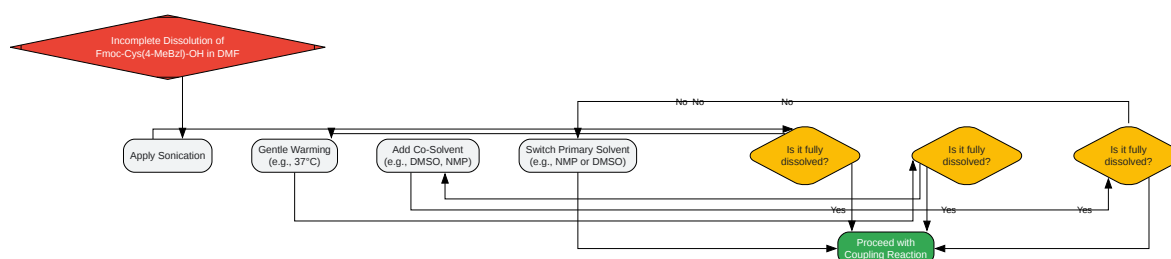 Incomplete Dissolution of
Fmoc-Cys(4-MeBzl)-OH in DMF
No No
No
Apply Sonication
Gentle Warming
(e.g., 37°C)
Add Co-Solvent
(e.g., DMSO, NMP)
Switch Primary Solvent
(e.g., NMP or DMSO)
Is it fully
dissolved?
Is it fully
dissolved?
Is it fully
dissolved?
Yes
Yes
Yes
Proceed with
Coupling Reaction